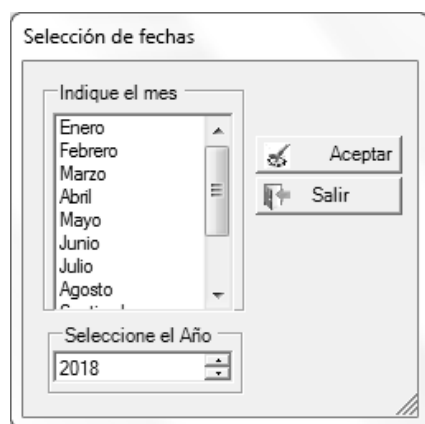 Selección de fechas
Indique el mes
Enero
Febrero
Marzo
Abril
Mayo
Junio
Julio
Agosto
Aceptar
Salir
Seleccione el Año
2018